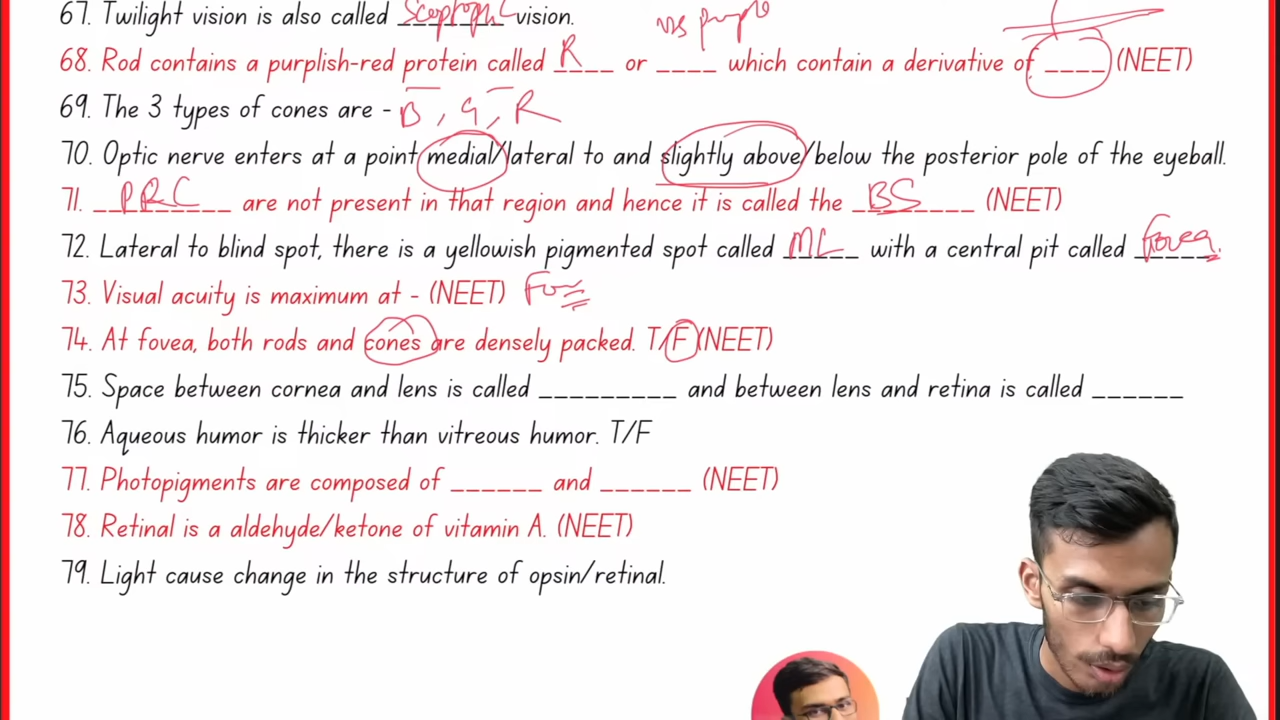 67. Twilight vision is also called ________ vision.
vis purple
68. Rod contains a purplish-red protein called R____ or ____ which contain a derivative of ____ (NEET)
69. The 3 types of cones are - B, G, R
70. Optic nerve enters at a point medial/lateral to and slightly above/below the posterior pole of the eyeball.
71. PRC are not present in that region and hence it is called the BS (NEET)
72. Lateral to blind spot, there is a yellowish pigmented spot called ML with a central pit called fovea.
73. Visual acuity is maximum at - (NEET)
74. At fovea, both rods and cones are densely packed. T/F (NEET)
75. Space between cornea and lens is called _________ and between lens and retina is called ______
76. Aqueous humor is thicker than vitreous humor. T/F
77. Photopigments are composed of ______ and ______ (NEET)
78. Retinal is a aldehyde/ketone of vitamin A. (NEET)
79. Light cause change in the structure of opsin/retinal.